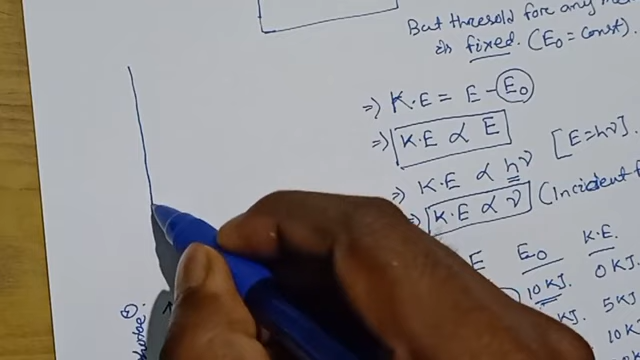 But thresold fore any
is fixed. (E₀ = const).
⇒) K.E = E − E₀
⇒) K.E ∝ E [E=hν]
⇒) K.E ∝ hν
⇒) K.E ∝ ν (Incident
E E₀ K.E.
10 KJ. 0 KJ.
KJ. 5 KJ
10 K